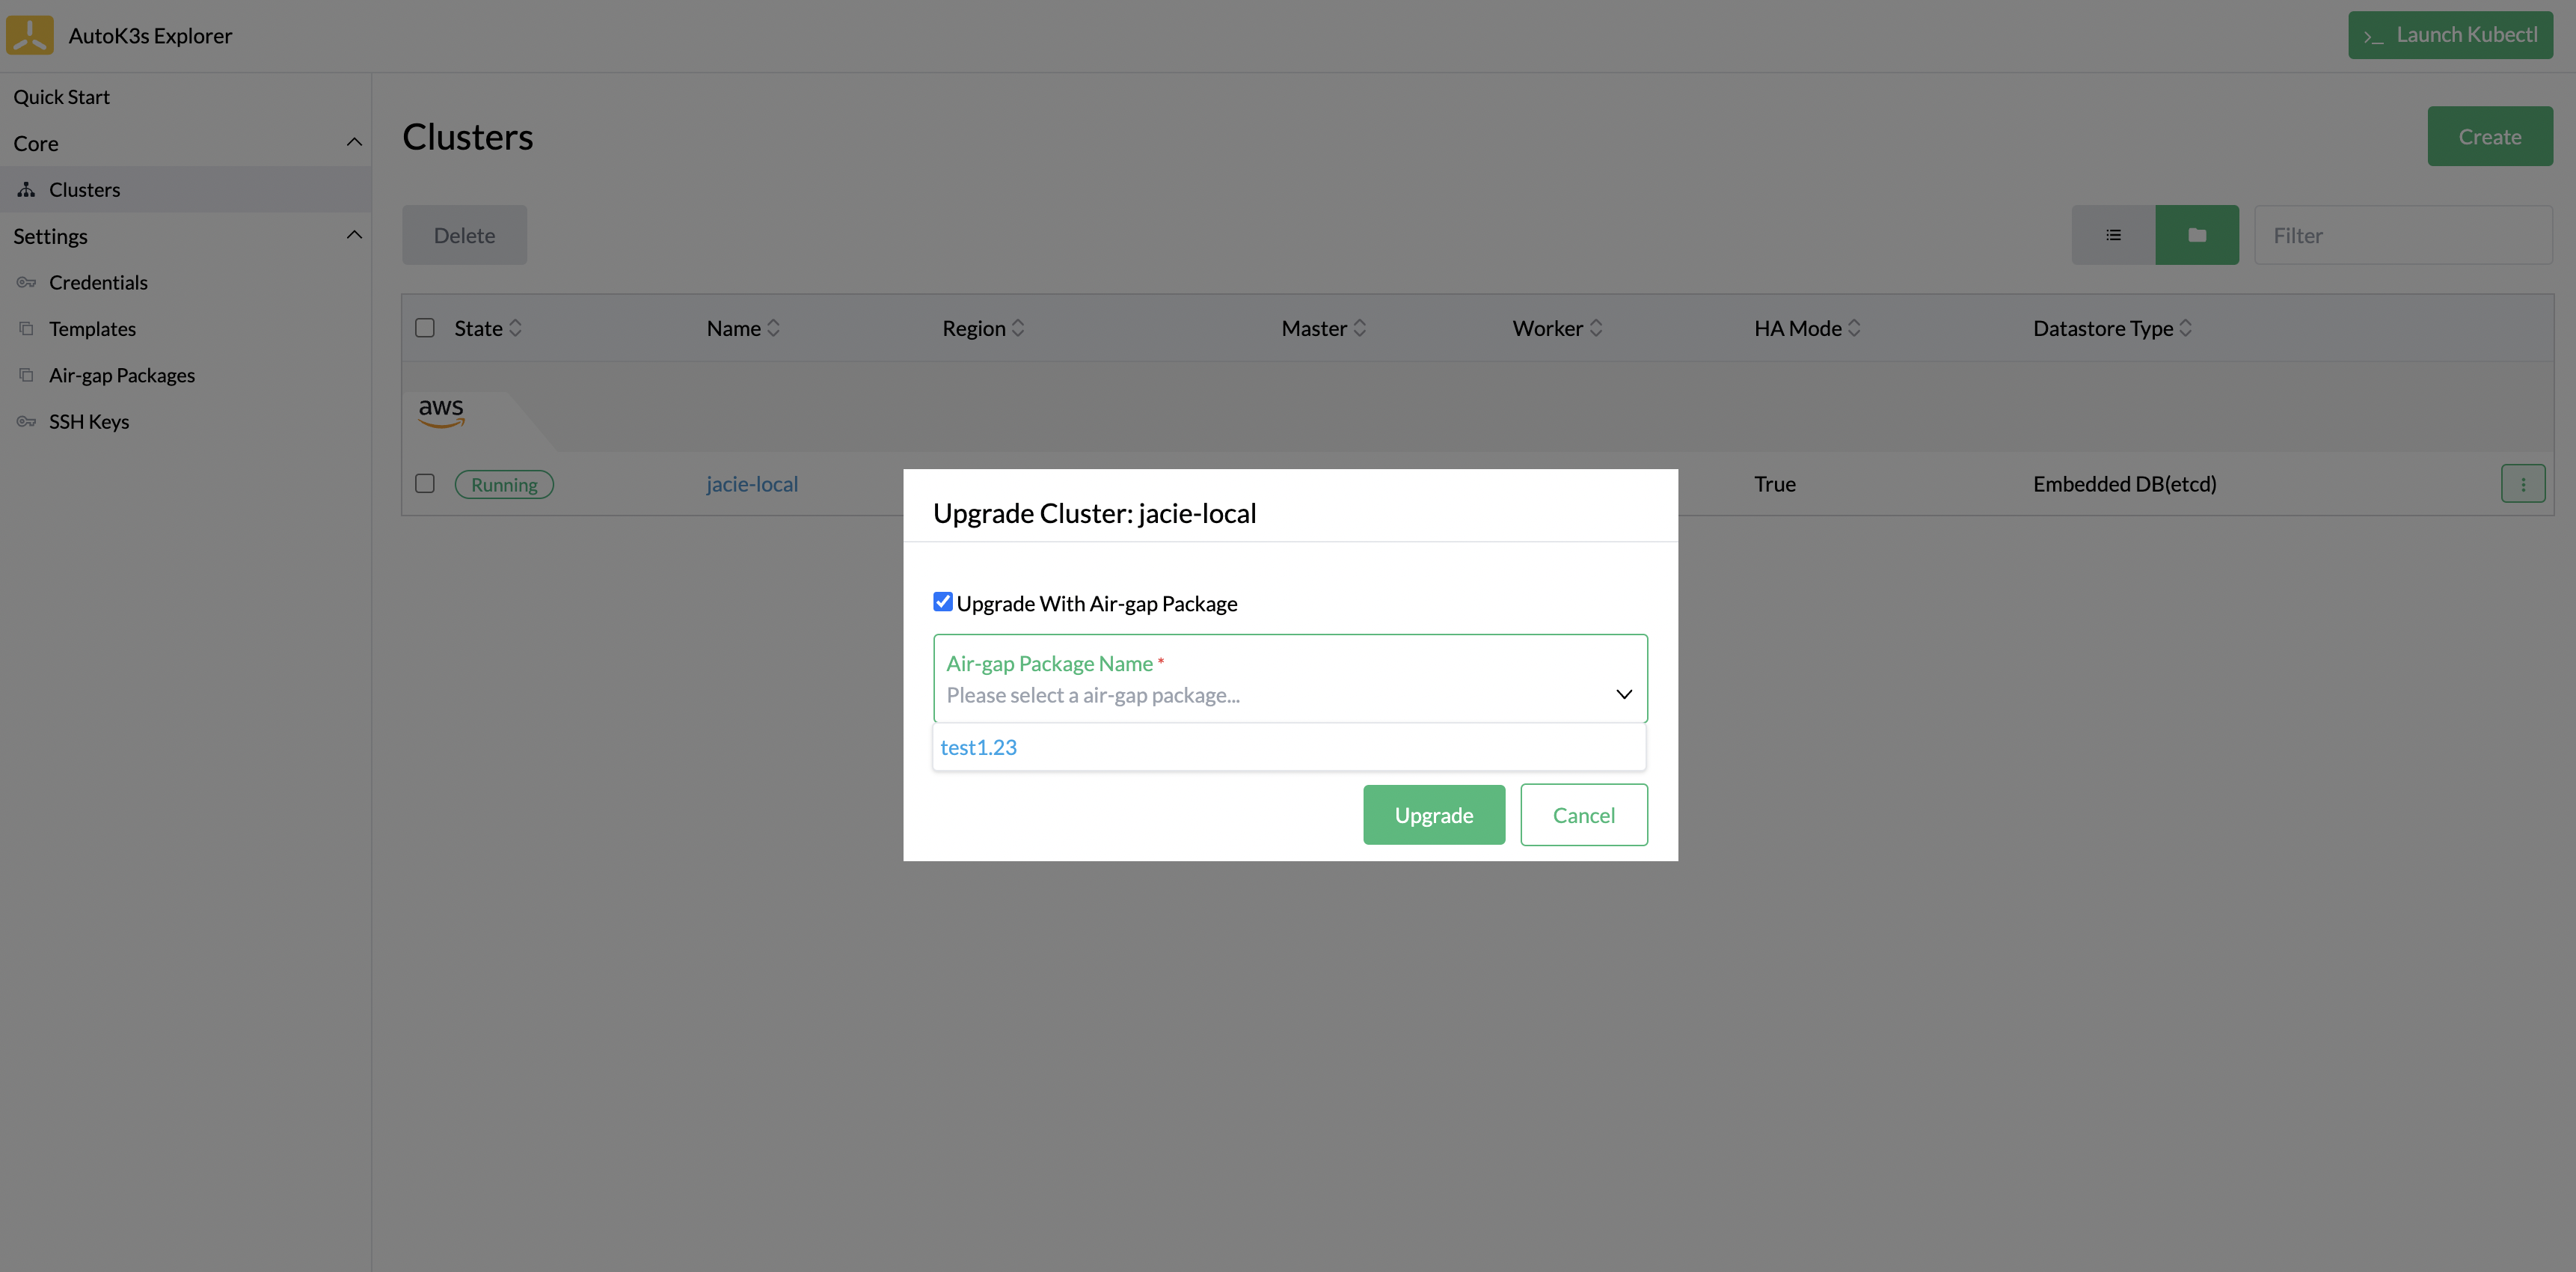 AutoK3s Explorer
>_ Launch Kubectl
Quick Start
Core
Clusters
Settings
Credentials
Templates
Air-gap Packages
SSH Keys
Clusters
Create
Delete
Filter
State Name Region Master Worker HA Mode Datastore Type
aws
Running jacie-local True Embedded DB(etcd)
Upgrade Cluster: jacie-local
Upgrade With Air-gap Package
Air-gap Package Name *
Please select a air-gap package...
test1.23
Upgrade Cancel